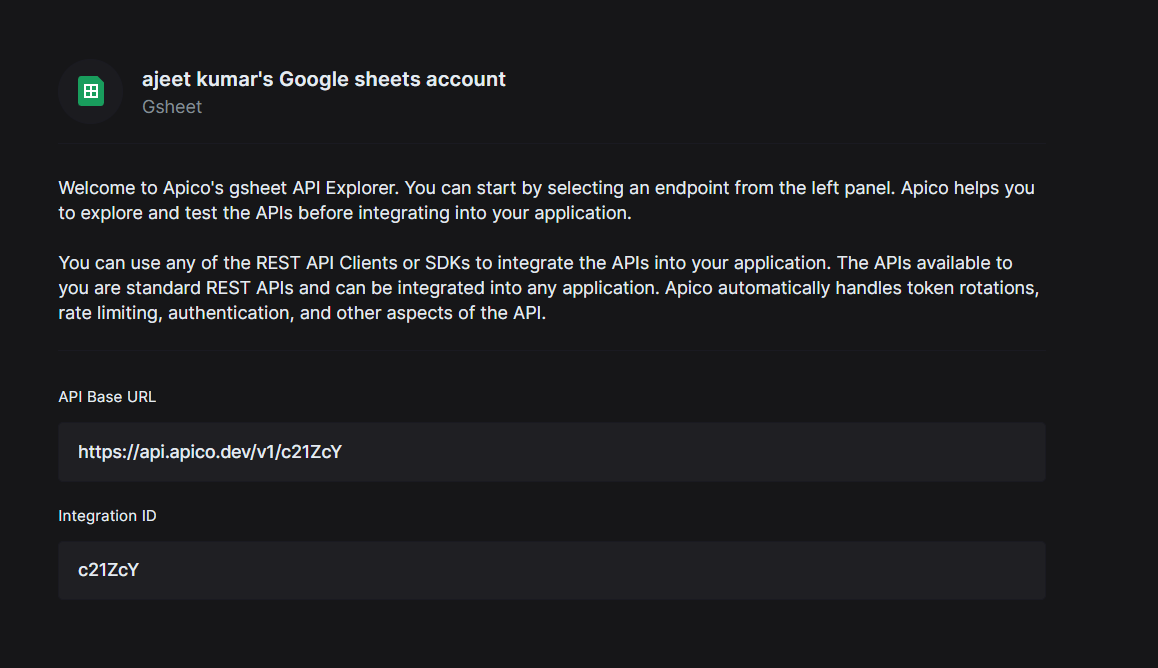 ajeet kumar's Google sheets account
Gsheet
Welcome to Apico's gsheet API Explorer. You can start by selecting an endpoint from the left panel. Apico helps you
to explore and test the APIs before integrating into your application.
You can use any of the REST API Clients or SDKs to integrate the APIs into your application. The APIs available to
you are standard REST APIs and can be integrated into any application. Apico automatically handles token rotations,
rate limiting, authentication, and other aspects of the API.
API Base URL
https://api.apico.dev/v1/c21ZcY
Integration ID
c21ZcY